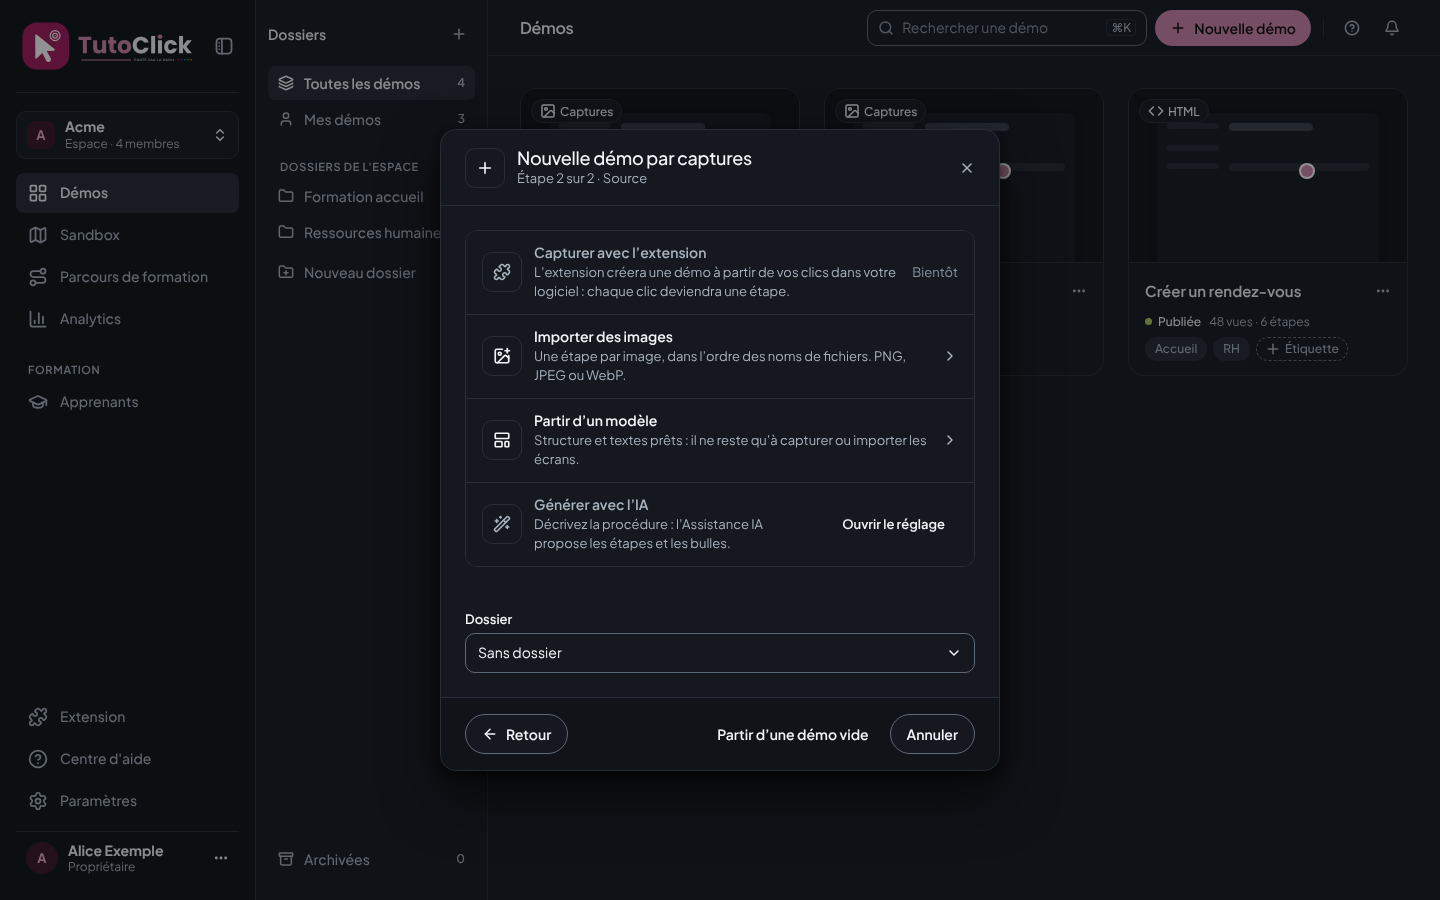 TutoClick
Acme
Espace · 4 membres
Démos
Sandbox
Parcours de formation
Analytics
FORMATION
Apprenants
Extension
Centre d'aide
Paramètres
A
Alice Exemple
Propriétaire
A
Dossiers
Toutes les démos 4
Mes démos 3
DOSSIERS DE L'ESPACE
Formation accueil
Ressources humaine
Nouveau dossier
Archivées 0
Démos
Rechercher une démo ⌘K
Nouvelle démo
Captures
Captures
HTML
Créer un rendez-vous
Publiée 48 vues · 6 étapes
Accueil RH + Étiquette
Nouvelle démo par captures
Étape 2 sur 2 · Source
Capturer avec l’extension
L’extension créera une démo à partir de vos clics dans votre
logiciel : chaque clic deviendra une étape.
Bientôt
Importer des images
Une étape par image, dans l’ordre des noms de fichiers. PNG,
JPEG ou WebP.
Partir d’un modèle
Structure et textes prêts : il ne reste qu’à capturer ou importer les
écrans.
Générer avec l’IA
Décrivez la procédure : l’Assistance IA
propose les étapes et les bulles.
Ouvrir le réglage
Dossier
Sans dossier
Retour
Partir d’une démo vide
Annuler